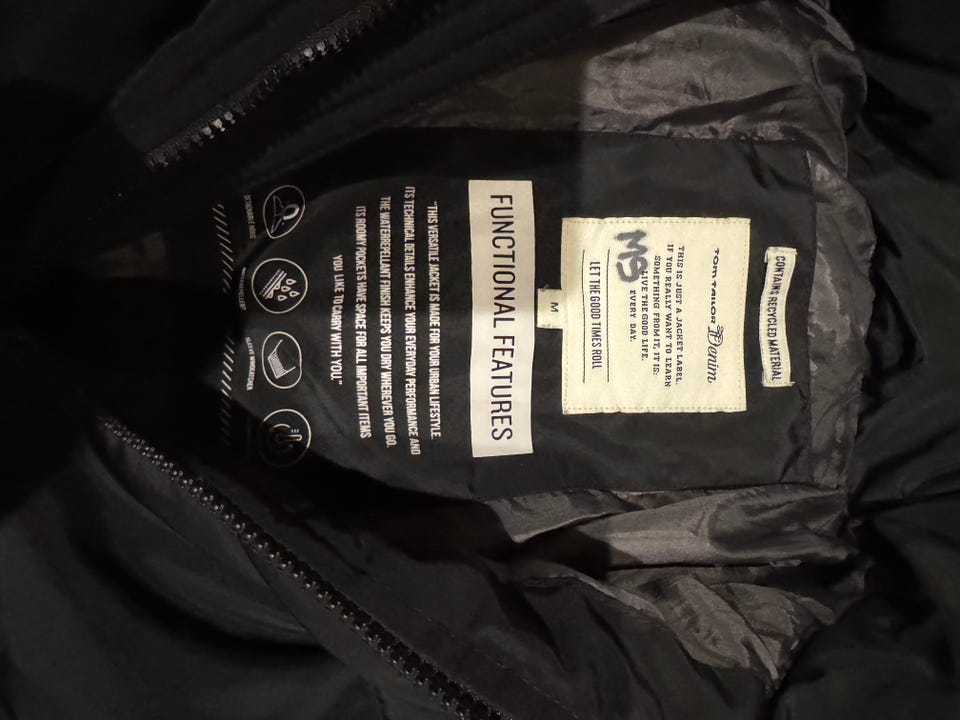 CONTAINS RECYCLED MATERIAL
TOM TAILOR Denim
THIS IS JUST A JACKET LABEL.
IF YOU REALLY WANT TO LEARN
SOMETHING FROM IT, IT IS:
LIVE THE GOOD LIFE.
EVERY DAY.
MS
LET THE GOOD TIMES ROLL
M
FUNCTIONAL FEATURES
"THIS VERSATILE JACKET IS MADE FOR YOUR URBAN LIFESTYLE.
ITS TECHNICAL DETAILS ENHANCE YOUR EVERYDAY PERFORMANCE AND
THE WATERREPELLANT FINISH KEEPS YOU DRY WHEREVER YOU GO.
ITS ROOMY POCKETS HAVE SPACE FOR ALL IMPORTANT ITEMS
YOU LIKE TO CARRY WITH YOU."
DETACHABLE HOOD